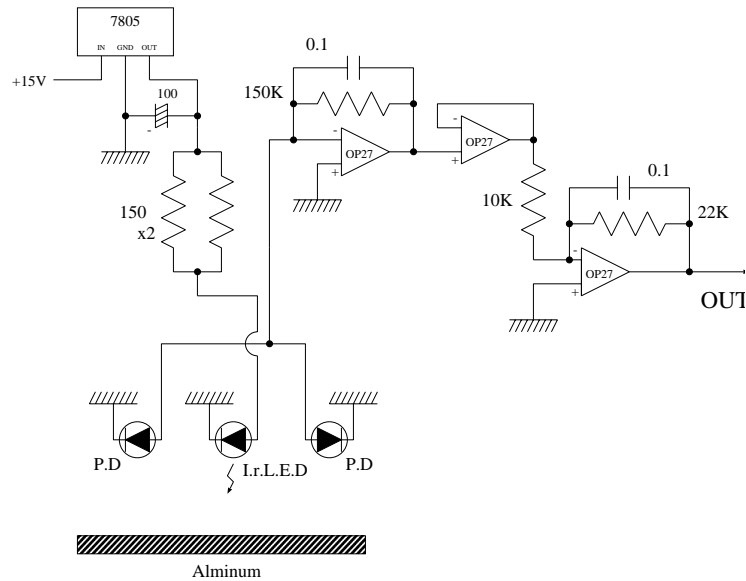 7805
IN GND OUT
+15V
100
-
150
x2
0.1
150K
-
OP27
+
-
OP27
+
10K
0.1
22K
-
OP27
+
OUT
P.D
I.r.L.E.D
P.D
Alminum